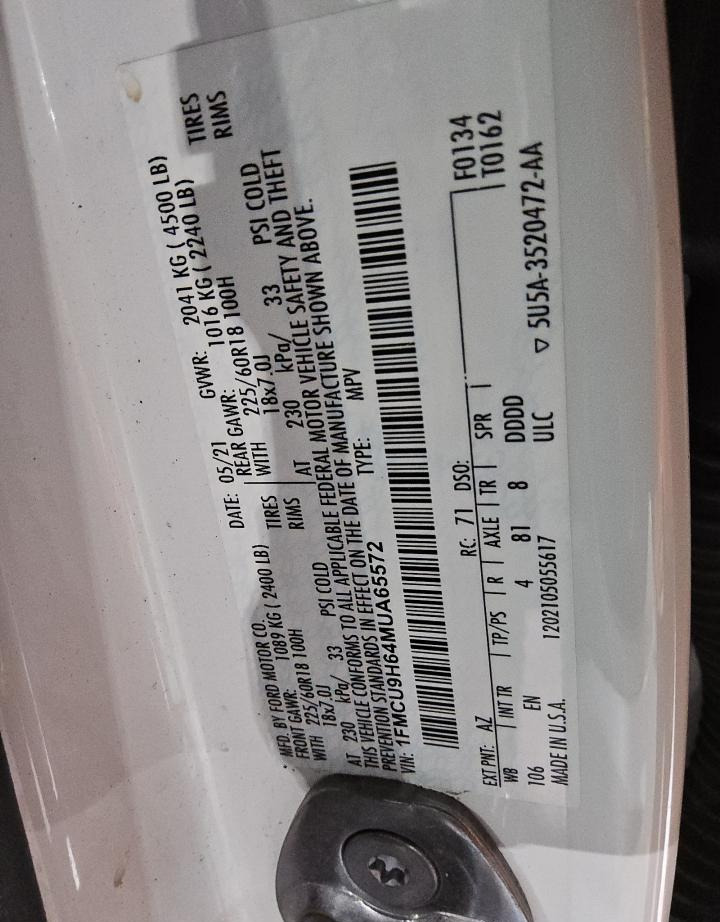 MFD. BY FORD MOTOR CO.
DATE: 05/21 GVWR: 2041 KG ( 4500 LB)
FRONT GAWR: 1089 KG ( 2400 LB) REAR GAWR: 1016 KG ( 2240 LB)
WITH 225/60R18 100H TIRES WITH 225/60R18 100H TIRES
18x7.0J RIMS 18x7.0J RIMS
AT 230 kPa/ 33 PSI COLD AT 230 kPa/ 33 PSI COLD
THIS VEHICLE CONFORMS TO ALL APPLICABLE FEDERAL MOTOR VEHICLE SAFETY AND THEFT
PREVENTION STANDARDS IN EFFECT ON THE DATE OF MANUFACTURE SHOWN ABOVE.
VIN: 1FMCU9H64MUA65572 TYPE: MPV
F0134
T0162
EXT PNT: AZ RC: 71 DSO:
WB INT TR TP/PS R AXLE TR SPR
106 EN 4 81 8 DDDD
MADE IN U.S.A. 1202105055617 ULC
▽ 5U5A-3520472-AA